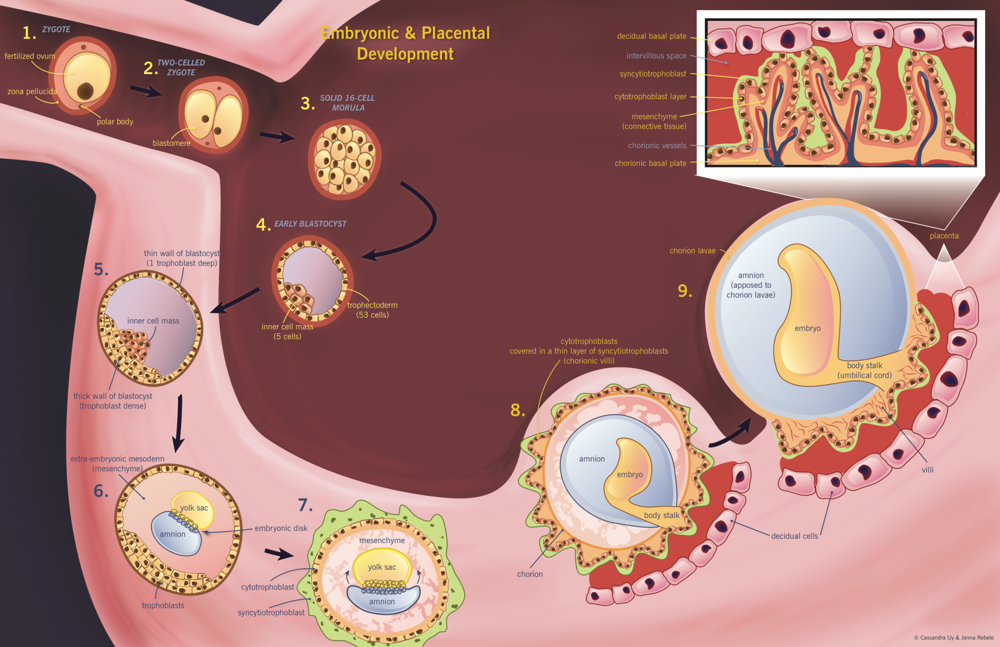 Embryonic & Placental
Development
1. ZYGOTE
fertilized ovum
zona pellucida
polar body
2. TWO-CELLED
ZYGOTE
blastomere
3. SOLID 16-CELL
MORULA
4. EARLY BLASTOCYST
trophectoderm
(53 cells)
inner cell mass
(5 cells)
5.
thin wall of blastocyst
(1 trophoblast deep)
inner cell mass
thick wall of blastocyst
(trophoblast dense)
6.
extra-embryonic mesoderm
(mesenchyme)
yolk sac
amnion
embryonic disk
trophoblasts
7.
mesenchyme
yolk sac
amnion
cytotrophoblast
syncytiotrophoblast
8.
cytotrophoblasts
covered in a thin layer of syncytiotrophoblasts
(chorionic villi)
amnion
embryo
body stalk
chorion
decidual cells
9.
chorion lavae
amnion
(apposed to
chorion lavae)
embryo
body stalk
(umbilical cord)
villi
placenta
decidual basal plate
intervillous space
syncytiotrophoblast
cytotrophoblast layer
mesenchyme
(connective tissue)
chorionic vessels
chorionic basal plate
© Cassandra Uy & Jenna Rebelo